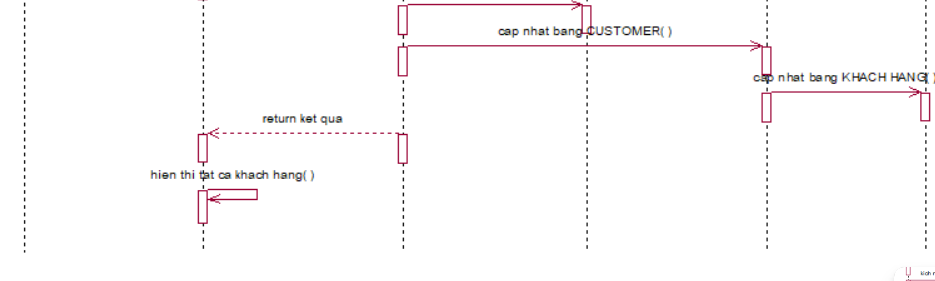 cap nhat bang CUSTOMER( )
cap nhat bang KHACH HANG( )
return ket qua
hien thi tat ca khach hang( )